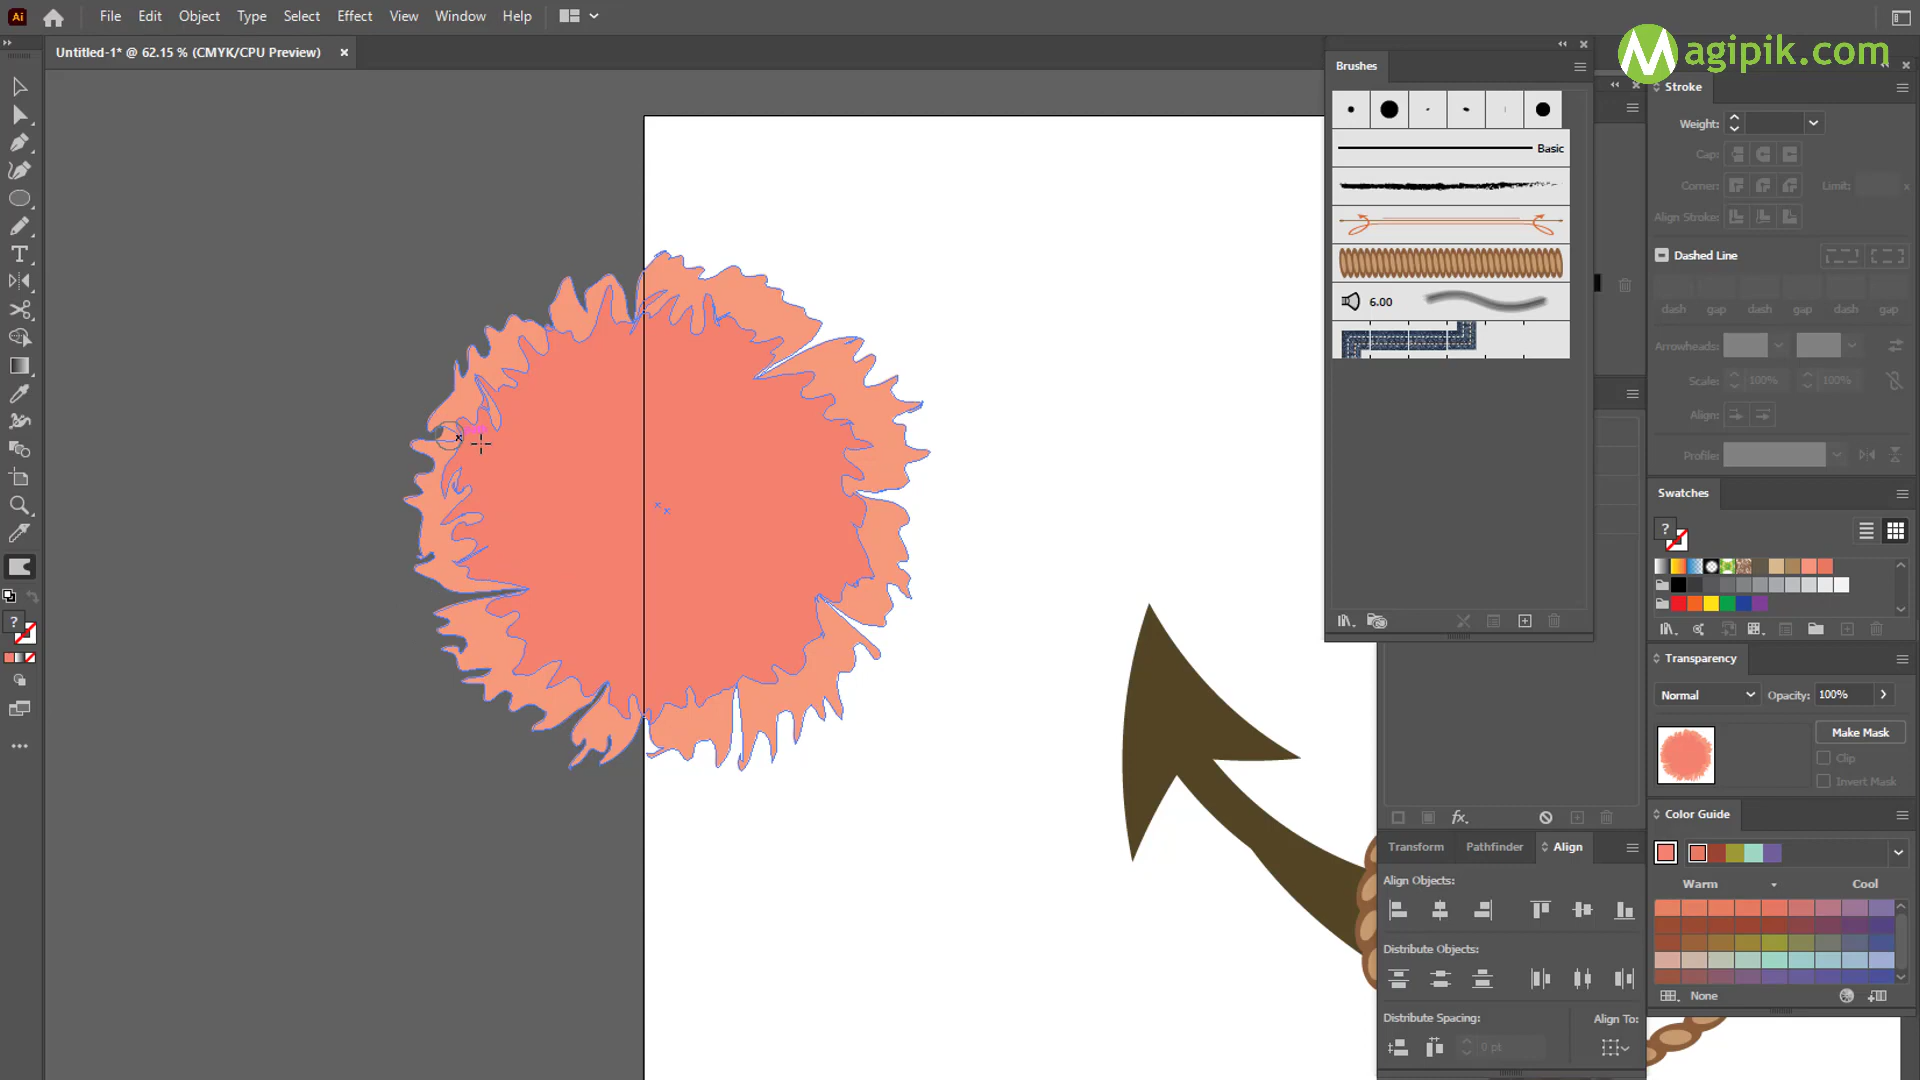 Ai File Edit Object Type Select Effect View Window Help
Magipik.com
Untitled-1* @ 62.15 % (CMYK/CPU Preview) ×
Brushes
Basic
6.00
Stroke
Weight:
Cap:
Corner: Limit: x
Align Stroke:
Dashed Line
dash gap dash gap dash gap
Arrowheads:
Scale: 100% 100%
Align:
Profile:
Swatches
Transparency
Normal Opacity: 100%
Make Mask
Clip
Invert Mask
Color Guide
Warm Cool
None
fx.
Transform Pathfinder Align
Align Objects:
Distribute Objects:
Distribute Spacing: Align To:
0 pt